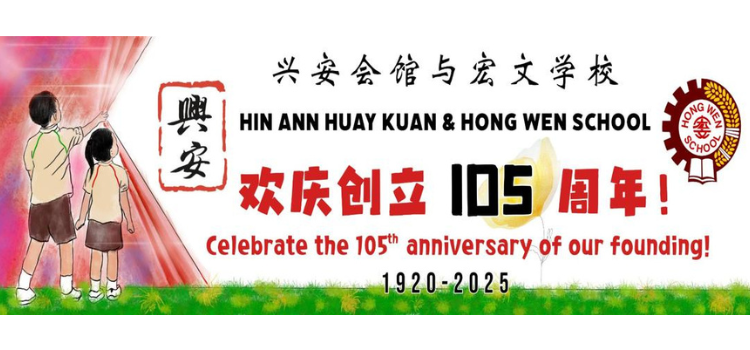 兴安会馆与宏文学校
興安
HIN ANN HUAY KUAN & HONG WEN SCHOOL
HONG WEN
SCHOOL
欢庆创立 105 周年!
Celebrate the 105th anniversary of our founding!
1920-2025